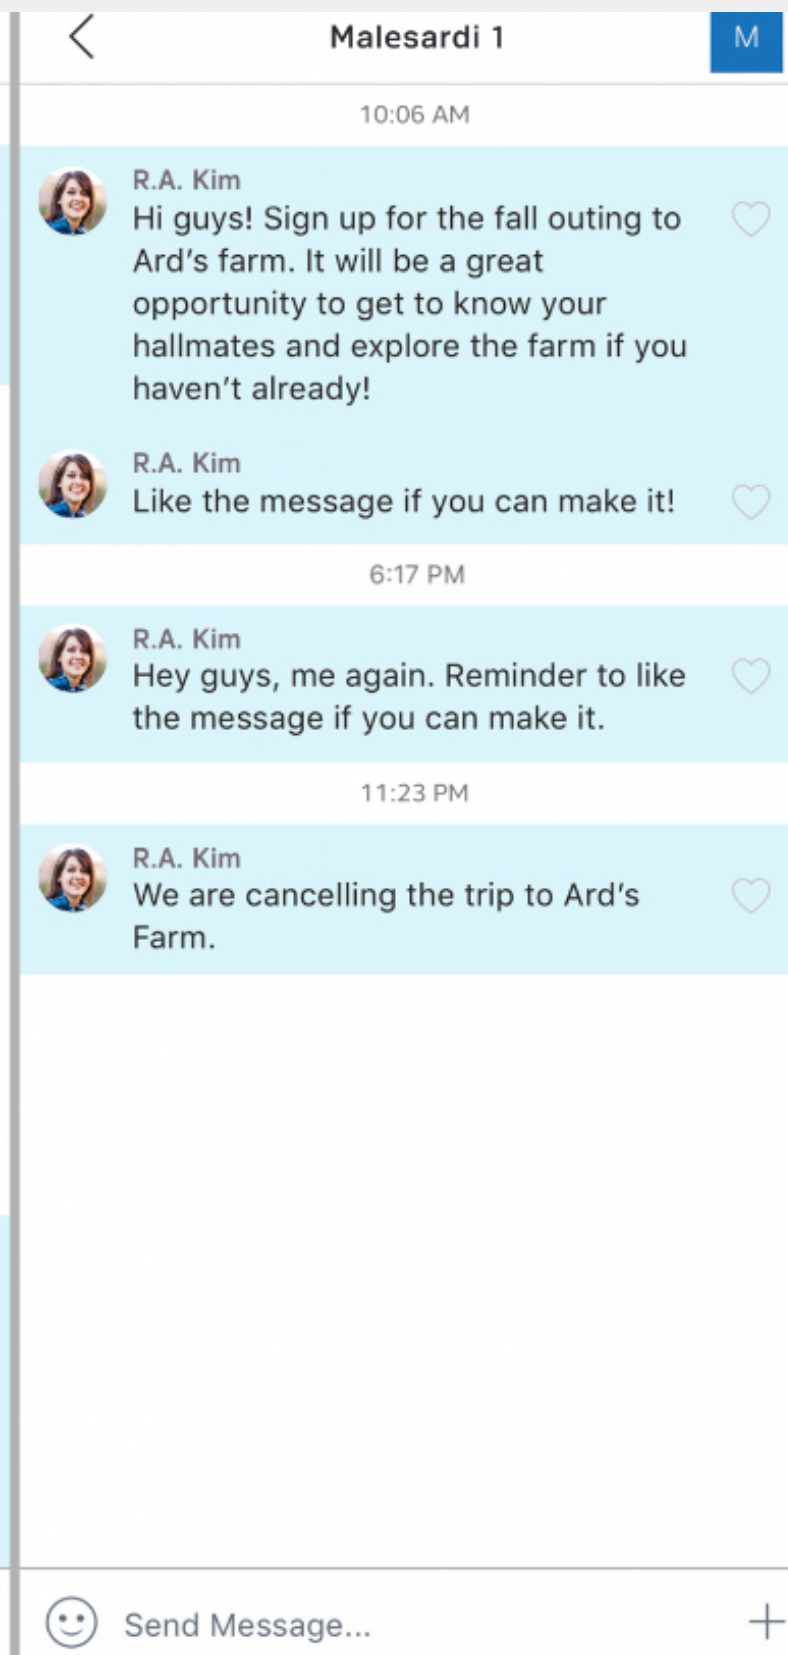 Malesardi 1
M
10:06 AM
R.A. Kim
Hi guys! Sign up for the fall outing to
Ard's farm. It will be a great
opportunity to get to know your
hallmates and explore the farm if you
haven't already!
R.A. Kim
Like the message if you can make it!
6:17 PM
R.A. Kim
Hey guys, me again. Reminder to like
the message if you can make it.
11:23 PM
R.A. Kim
We are cancelling the trip to Ard's
Farm.
Send Message...